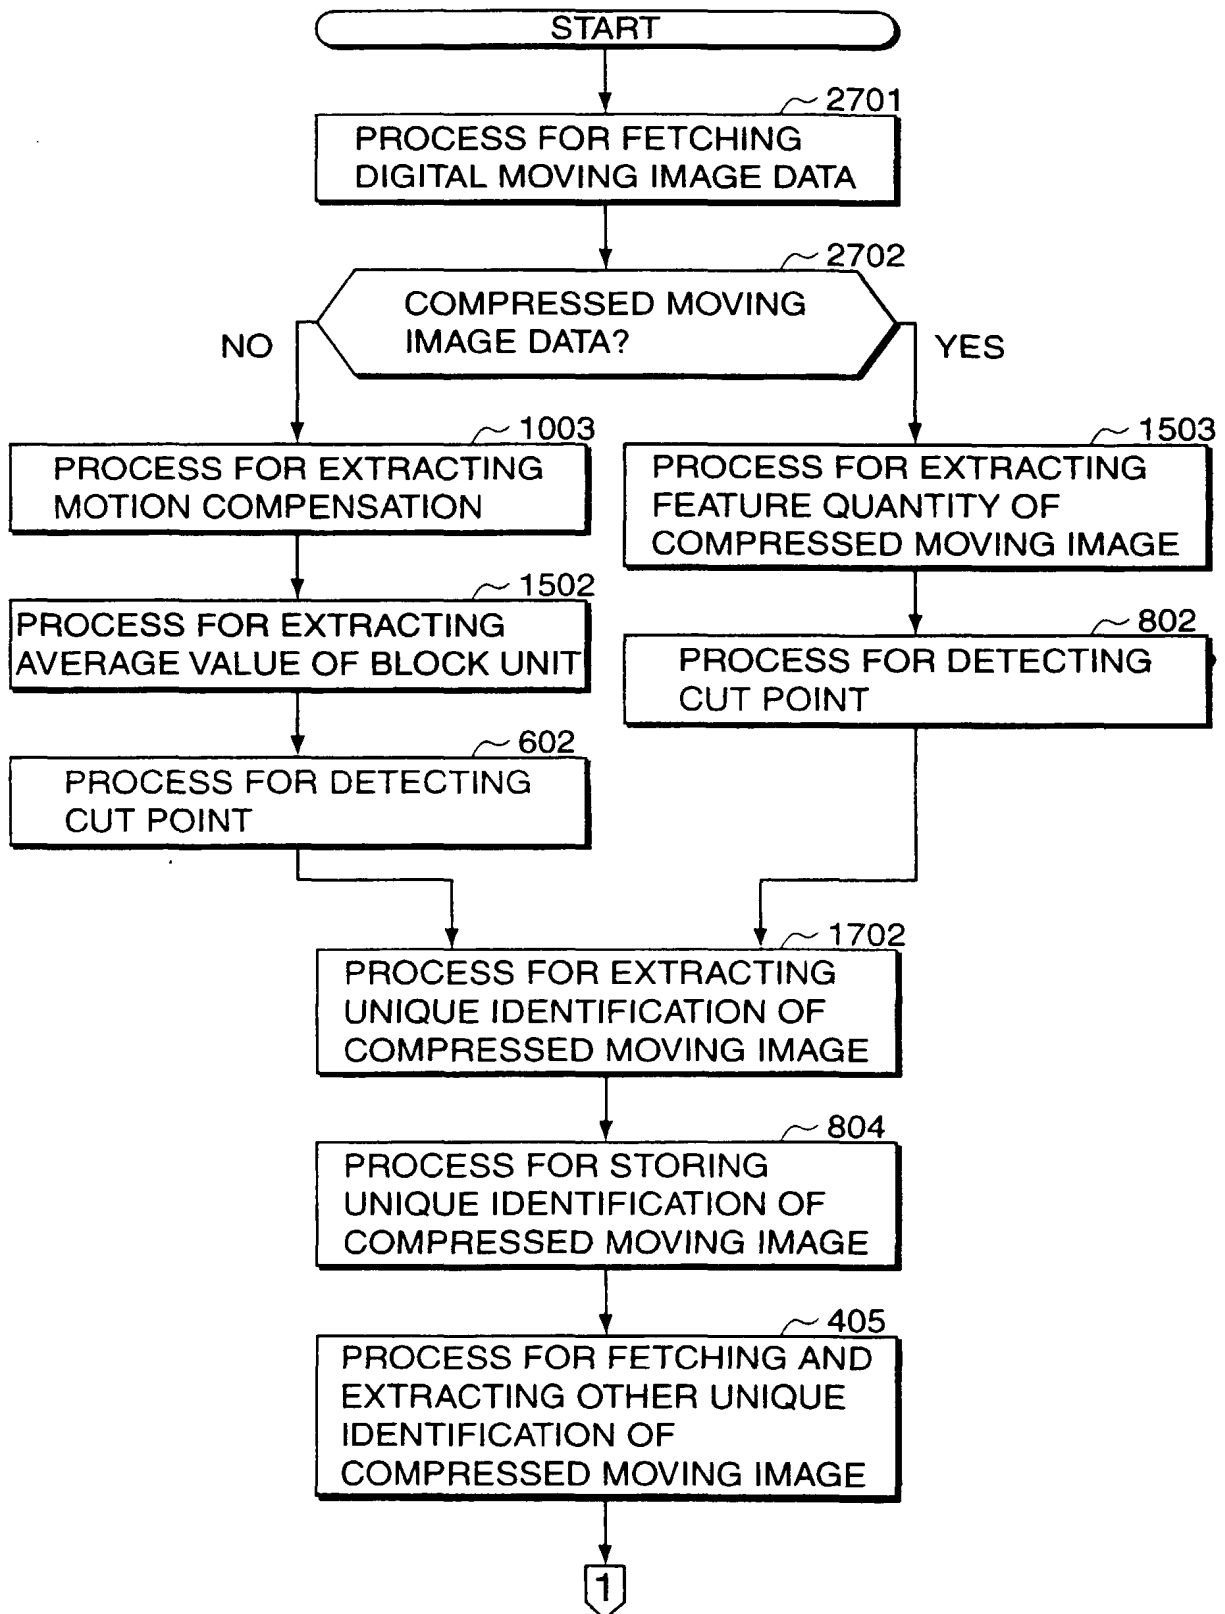 START
2701
PROCESS FOR FETCHING
DIGITAL MOVING IMAGE DATA
2702
COMPRESSED MOVING
IMAGE DATA?
NO
YES
1003
PROCESS FOR EXTRACTING
MOTION COMPENSATION
1503
PROCESS FOR EXTRACTING
FEATURE QUANTITY OF
COMPRESSED MOVING IMAGE
1502
PROCESS FOR EXTRACTING
AVERAGE VALUE OF BLOCK UNIT
802
PROCESS FOR DETECTING
CUT POINT
602
PROCESS FOR DETECTING
CUT POINT
1702
PROCESS FOR EXTRACTING
UNIQUE IDENTIFICATION OF
COMPRESSED MOVING IMAGE
804
PROCESS FOR STORING
UNIQUE IDENTIFICATION OF
COMPRESSED MOVING IMAGE
405
PROCESS FOR FETCHING AND
EXTRACTING OTHER UNIQUE
IDENTIFICATION OF
COMPRESSED MOVING IMAGE
1